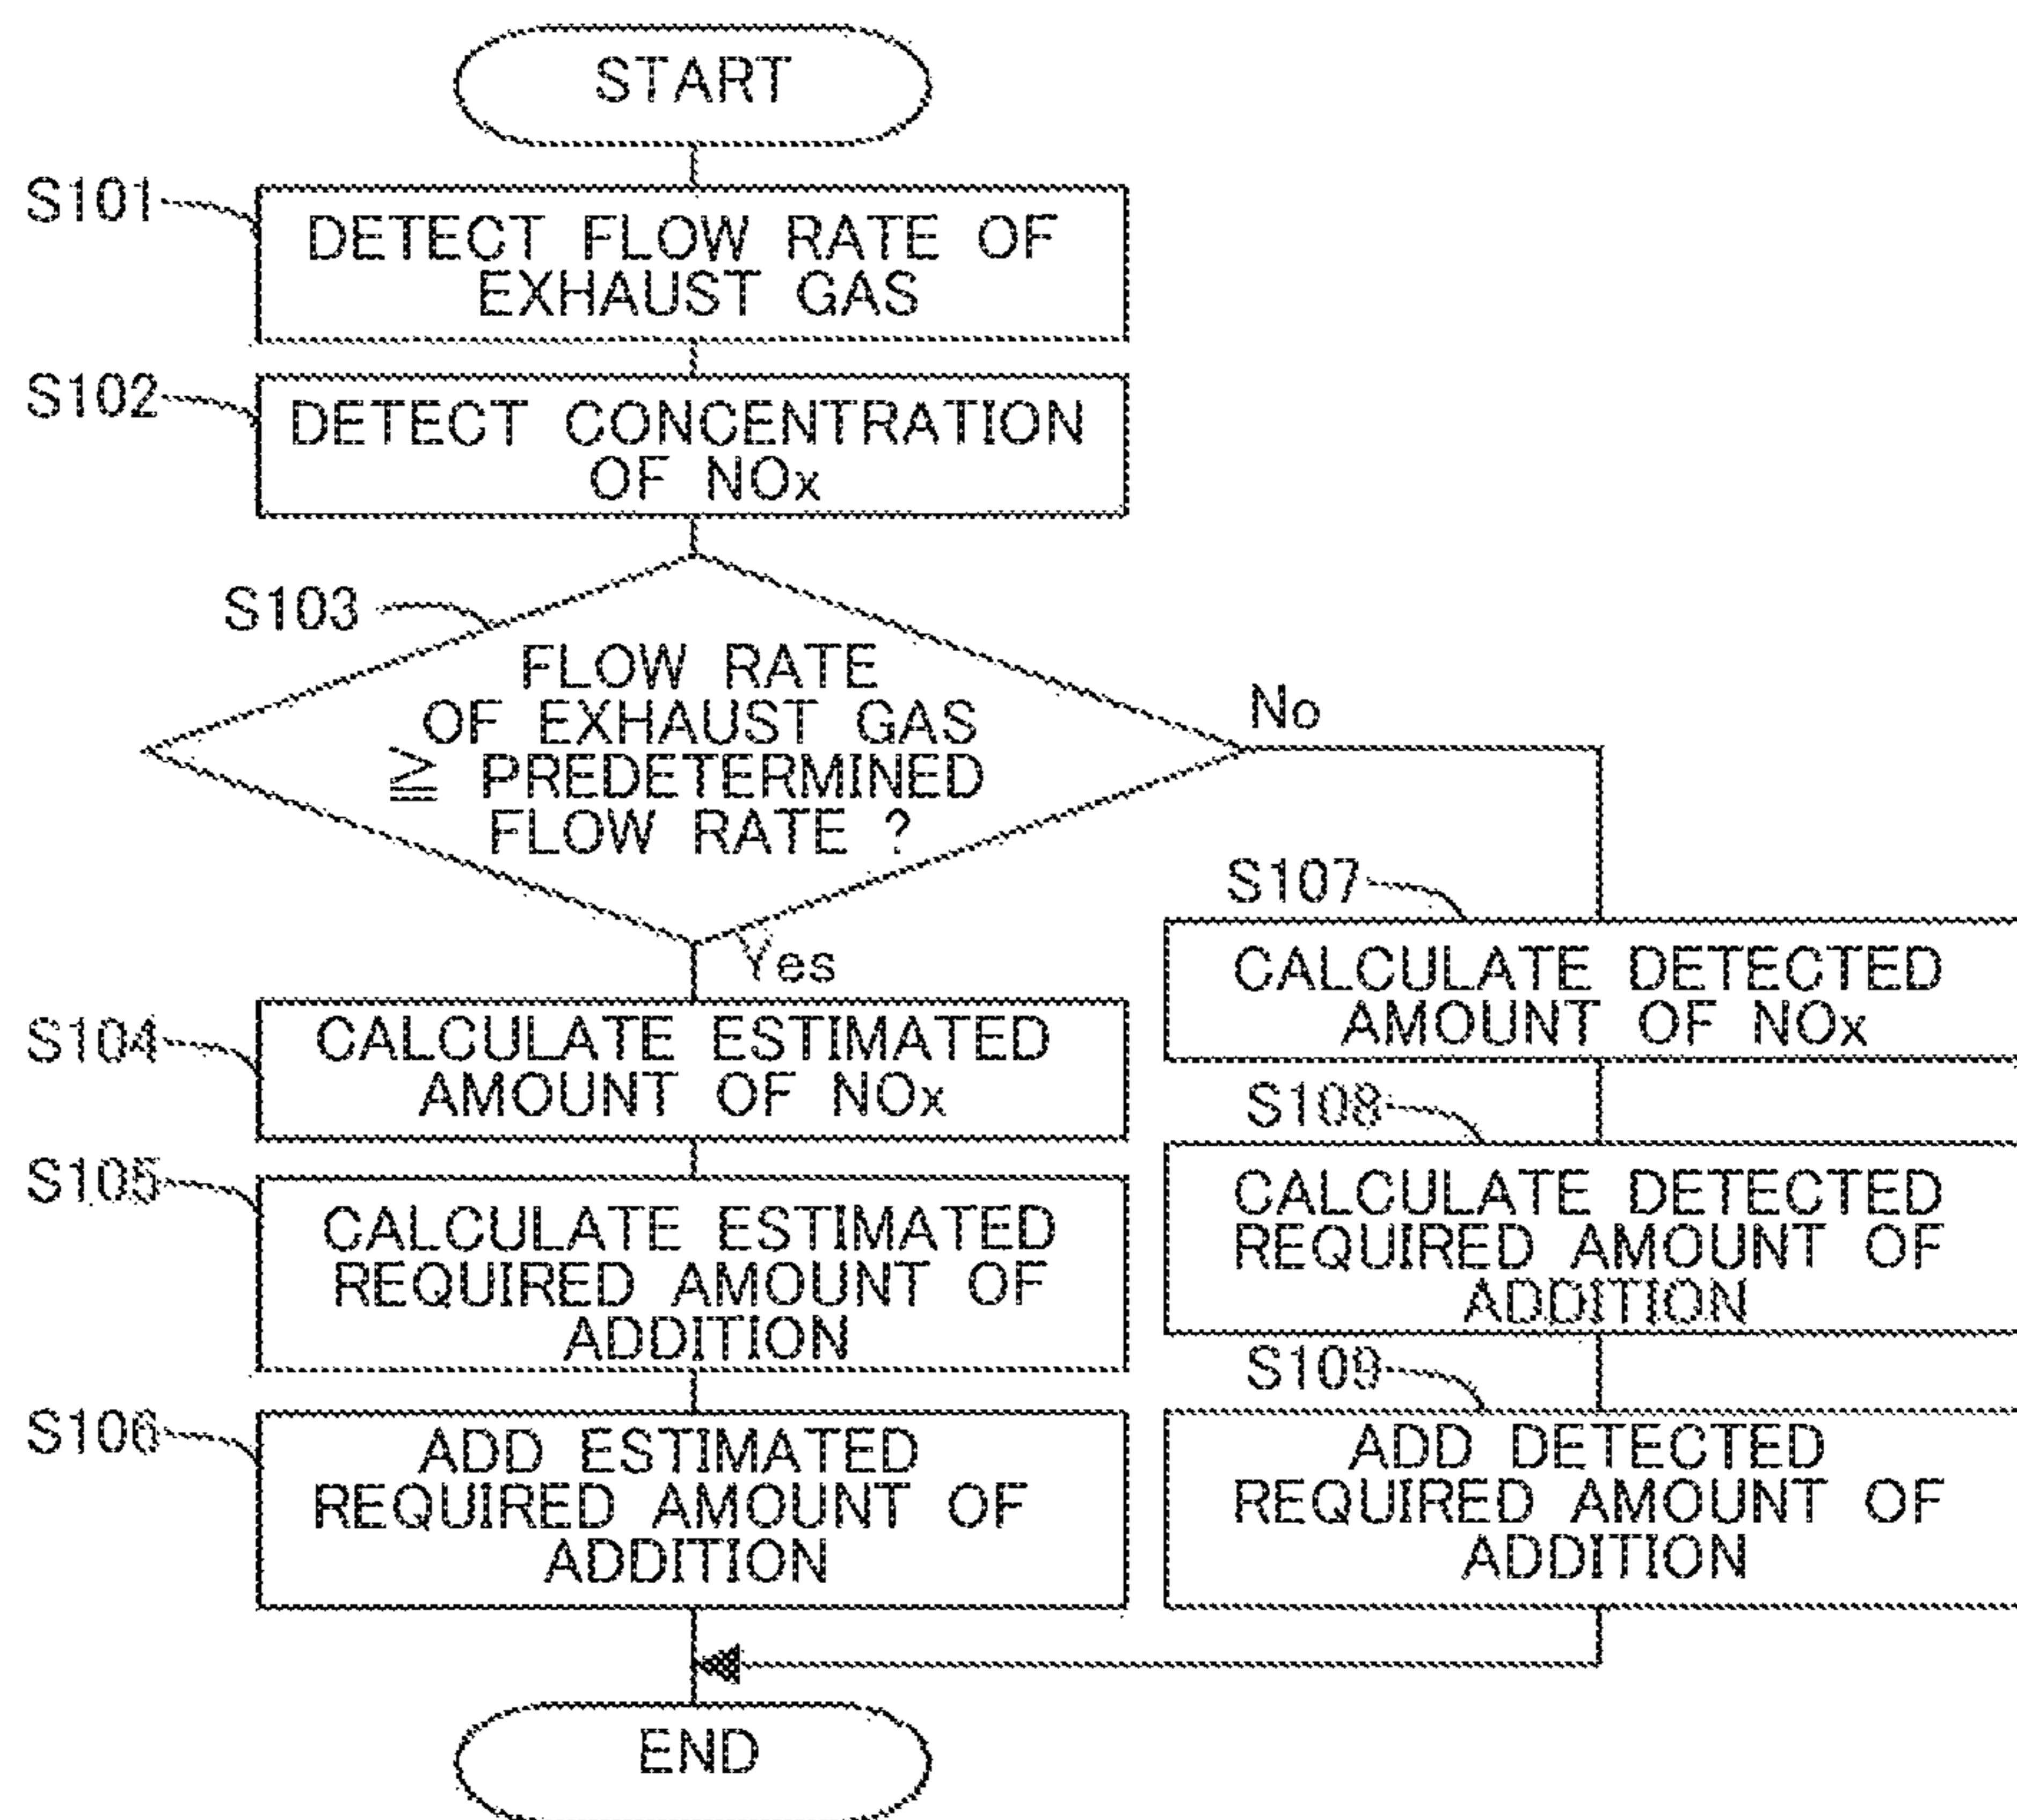 START
S101
DETECT FLOW RATE OF
EXHAUST GAS
S102
DETECT CONCENTRATION
OF NOx
S103
FLOW RATE
OF EXHAUST GAS
≧ PREDETERMINED
FLOW RATE ?
No
Yes
S104
CALCULATE ESTIMATED
AMOUNT OF NOx
S105
CALCULATE ESTIMATED
REQUIRED AMOUNT OF
ADDITION
S106
ADD ESTIMATED
REQUIRED AMOUNT OF
ADDITION
S107
CALCULATE DETECTED
AMOUNT OF NOx
S108
CALCULATE DETECTED
REQUIRED AMOUNT OF
ADDITION
S109
ADD DETECTED
REQUIRED AMOUNT OF
ADDITION
END